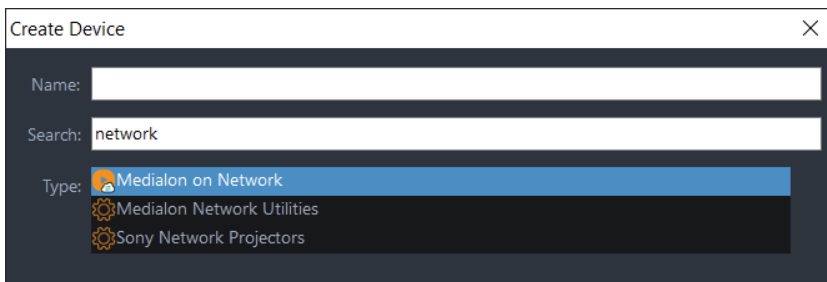 Create Device
Name:
Search: network
Type: Medialon on Network
Medialon Network Utilities
Sony Network Projectors